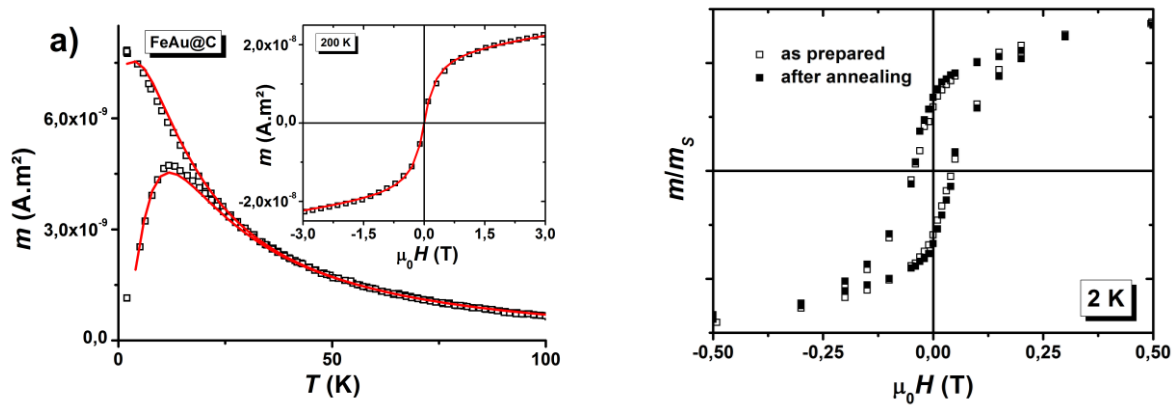 a)
FeAu@C
200 K
2,0x10⁻⁸
0,0
-2,0x10⁻⁸
m (A.m²)
-3,0 -1,5 0,0 1,5 3,0
μ₀H (T)
6,0x10⁻⁹
3,0x10⁻⁹
0,0
m (A.m²)
0 50 100
T (K)
as prepared
after annealing
m/mS
2 K
-0,50 -0,25 0,00 0,25 0,50
μ₀H (T)